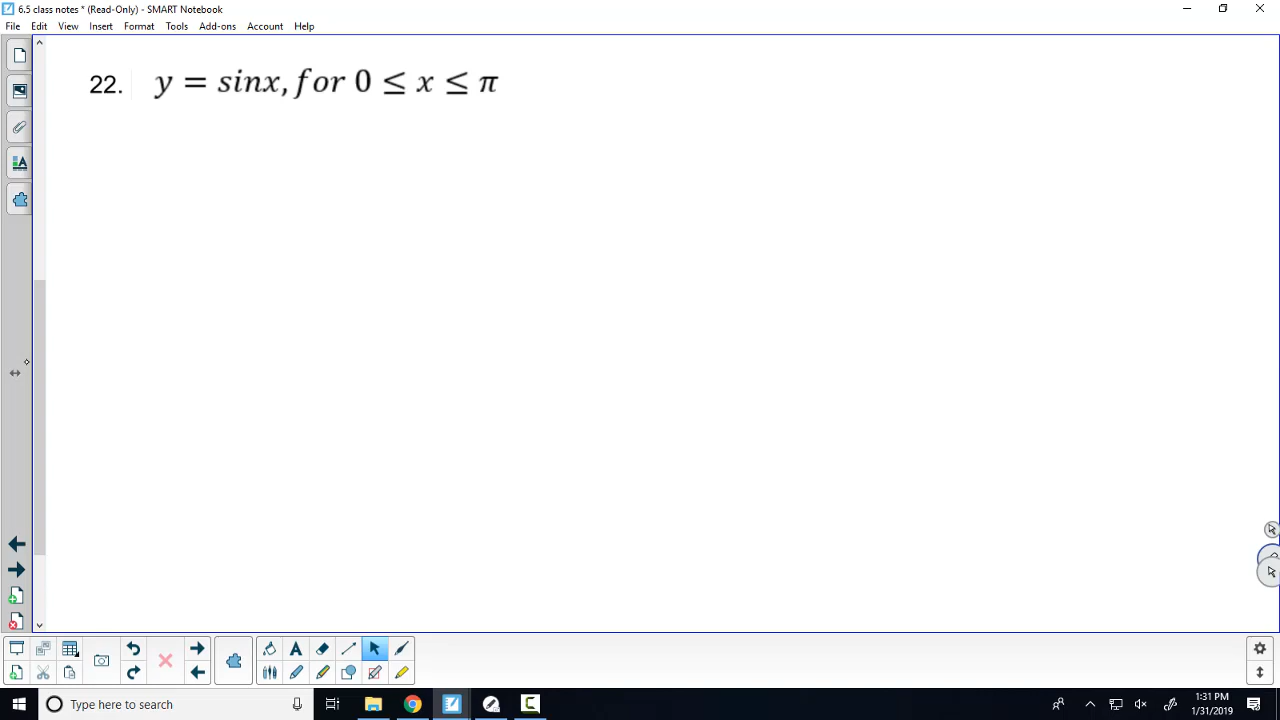 6.5 class notes * (Read-Only) - SMART Notebook
File Edit View Insert Format Tools Add-ons Account Help
22. y = sinx, for 0 ≤ x ≤ π
Type here to search
1:31 PM
1/31/2019